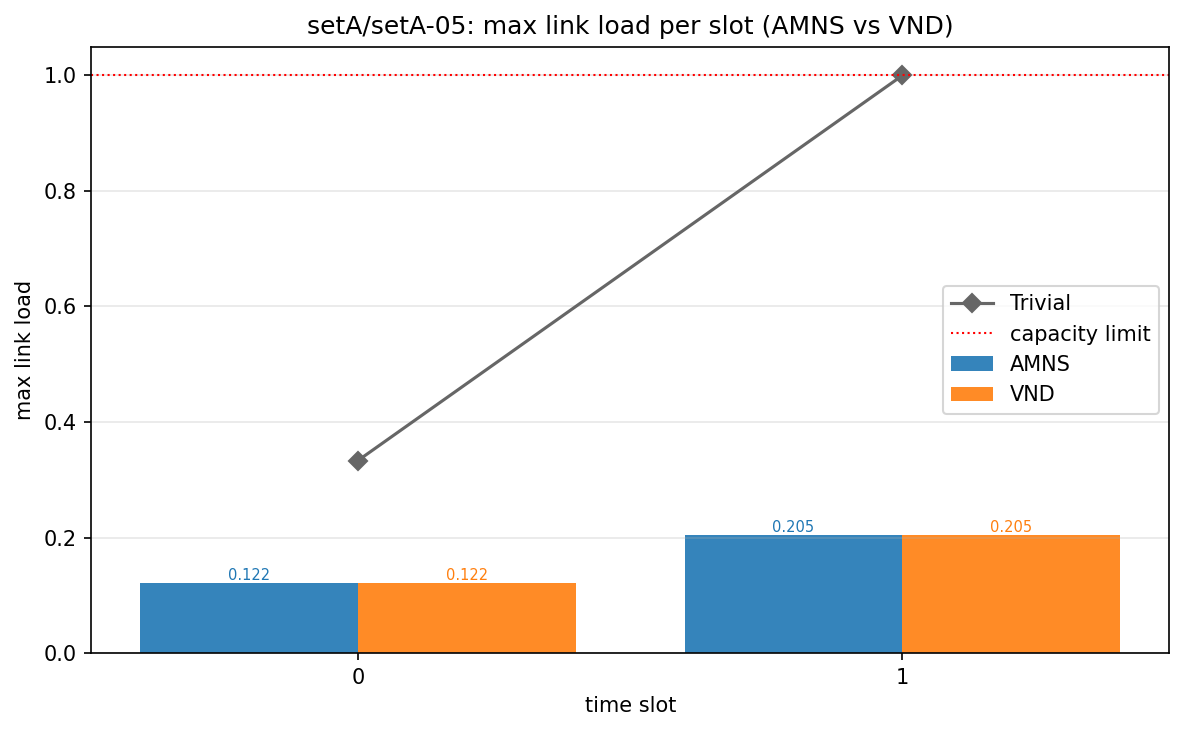 setA/setA-05: max link load per slot (AMNS vs VND)
max link load
1.0
0.8
0.6
0.4
0.2
0.0
Trivial
capacity limit
AMNS
VND
0.122
0.122
0.205
0.205
0
1
time slot